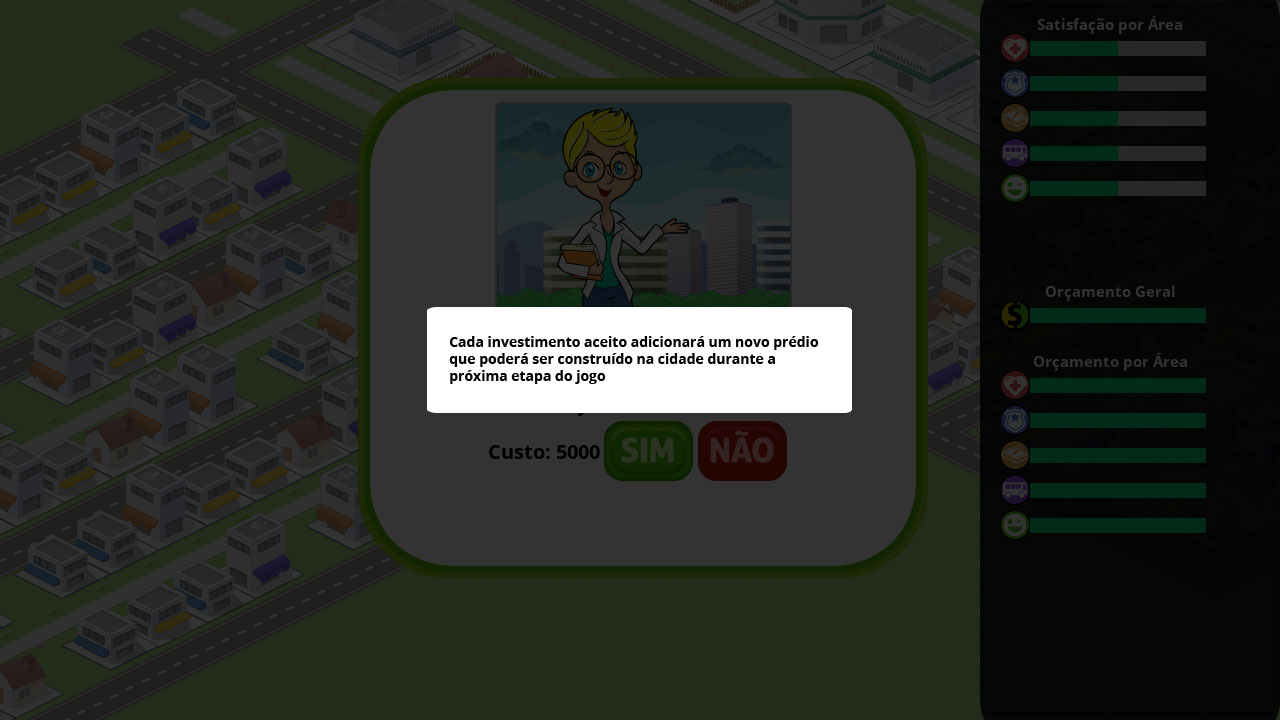 Satisfação por Área
Orçamento Geral
Orçamento por Área
Cada investimento aceito adicionará um novo prédio
que poderá ser construído na cidade durante a
próxima etapa do jogo
Custo: 5000 SIM NÃO